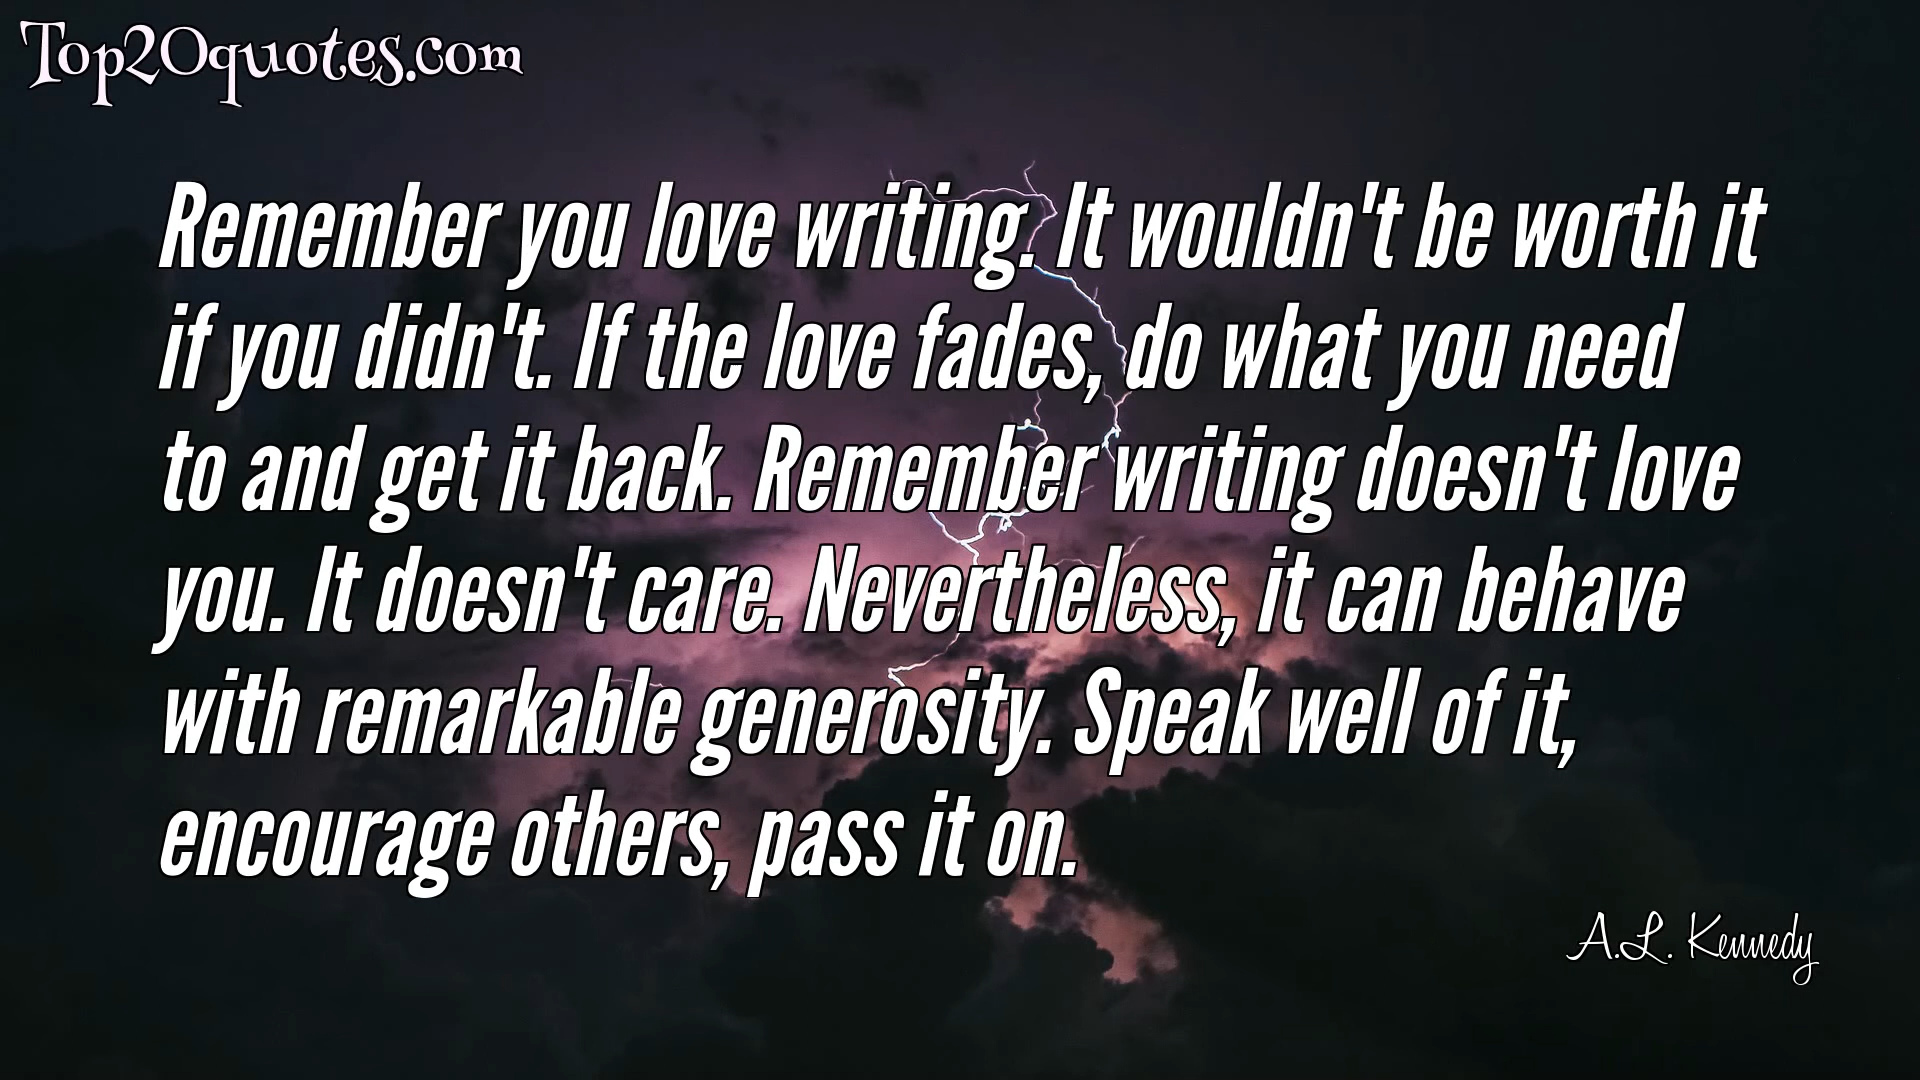 Top20quotes.com
Remember you love writing. It wouldn't be worth it
if you didn't. If the love fades, do what you need
to and get it back. Remember writing doesn't love
you. It doesn't care. Nevertheless, it can behave
with remarkable generosity. Speak well of it,
encourage others, pass it on.
A.L. Kennedy